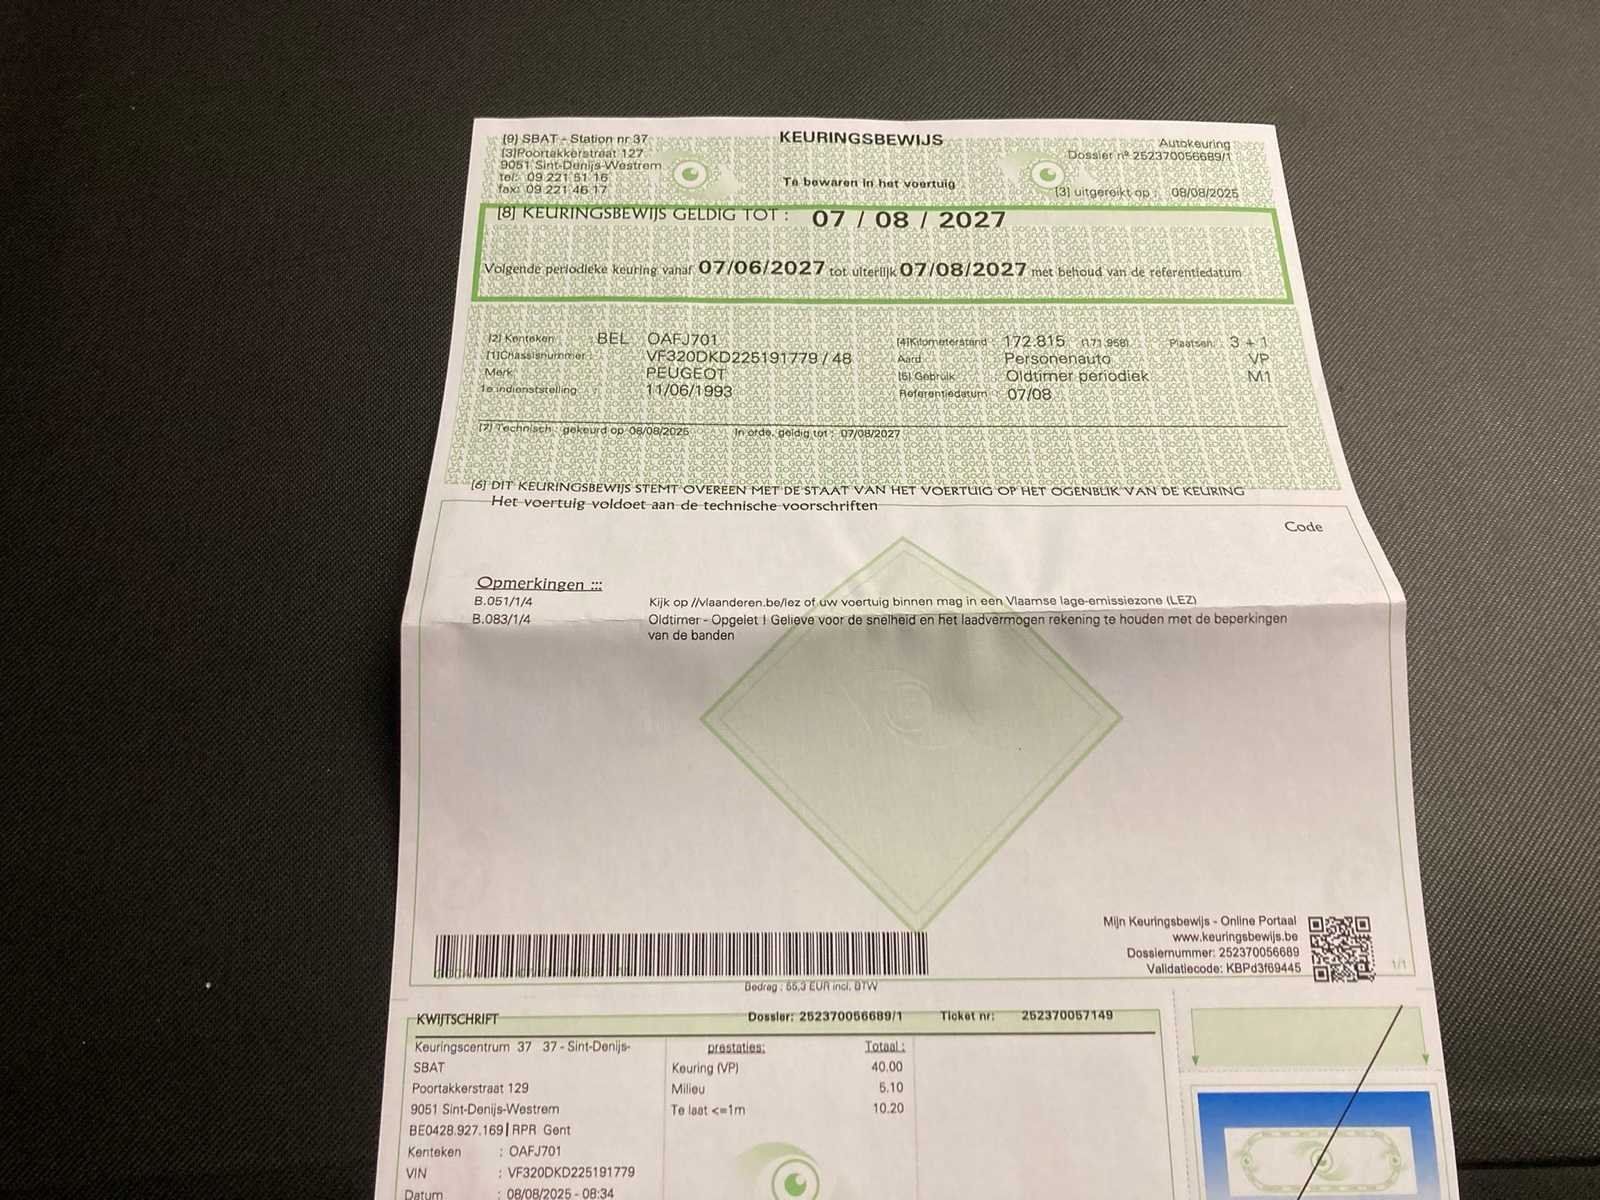 [9] SBAT - Station nr 37
[3]Poortakkerstraat 127
9051 Sint-Denijs-Westrem
tel: 09 221 51 16
fax: 09 221 46 17
KEURINGSBEWIJS
Te bewaren in het voertuig
Autokeuring
Dossier nº 252370056689/1
[3] uitgereikt op : 08/08/2025
[8] KEURINGSBEWIJS GELDIG TOT : 07 / 08 / 2027
Volgende periodieke keuring vanaf 07/06/2027 tot uiterlijk 07/08/2027 met behoud van de referentiedatum
[2] Kenteken : BEL OAFJ701
[1]Chassisnummer : VF320DKD225191779 / 48
Merk : PEUGEOT
1e indienststelling : 11/06/1993
[4]Kilometerstand : 172.815 (171.958) Plaatsen: 3 + 1
Aard : Personenauto VP
[5] Gebruik : Oldtimer periodiek M1
Referentiedatum : 07/08
[7] Technisch : gekeurd op 08/08/2025 In orde, geldig tot : 07/08/2027
[6] DIT KEURINGSBEWIJS STEMT OVEREEN MET DE STAAT VAN HET VOERTUIG OP HET OGENBLIK VAN DE KEURING
Het voertuig voldoet aan de technische voorschriften
Code
Opmerkingen :::
B.051/1/4 Kijk op //vlaanderen.be/lez of uw voertuig binnen mag in een Vlaamse lage-emissiezone (LEZ)
B.083/1/4 Oldtimer - Opgelet ! Gelieve voor de snelheid en het laadvermogen rekening te houden met de beperkingen
van de banden
Mijn Keuringsbewijs - Online Portaal
www.keuringsbewijs.be
Dossiernummer: 252370056689
Validatiecode: KBPd3f69445
1/1
Bedrag : 55,3 EUR incl. BTW
KWIJTSCHRIFT Dossier: 252370056689/1 Ticket nr: 252370057149
Keuringscentrum 37 37 - Sint-Denijs-
SBAT
Poortakkerstraat 129
9051 Sint-Denijs-Westrem
BE0428.927.169 | RPR Gent
Kenteken : OAFJ701
VIN : VF320DKD225191779
Datum : 08/08/2025 - 08:34
prestaties: Totaal :
Keuring (VP) 40.00
Milieu 5.10
Te laat <=1m 10.20